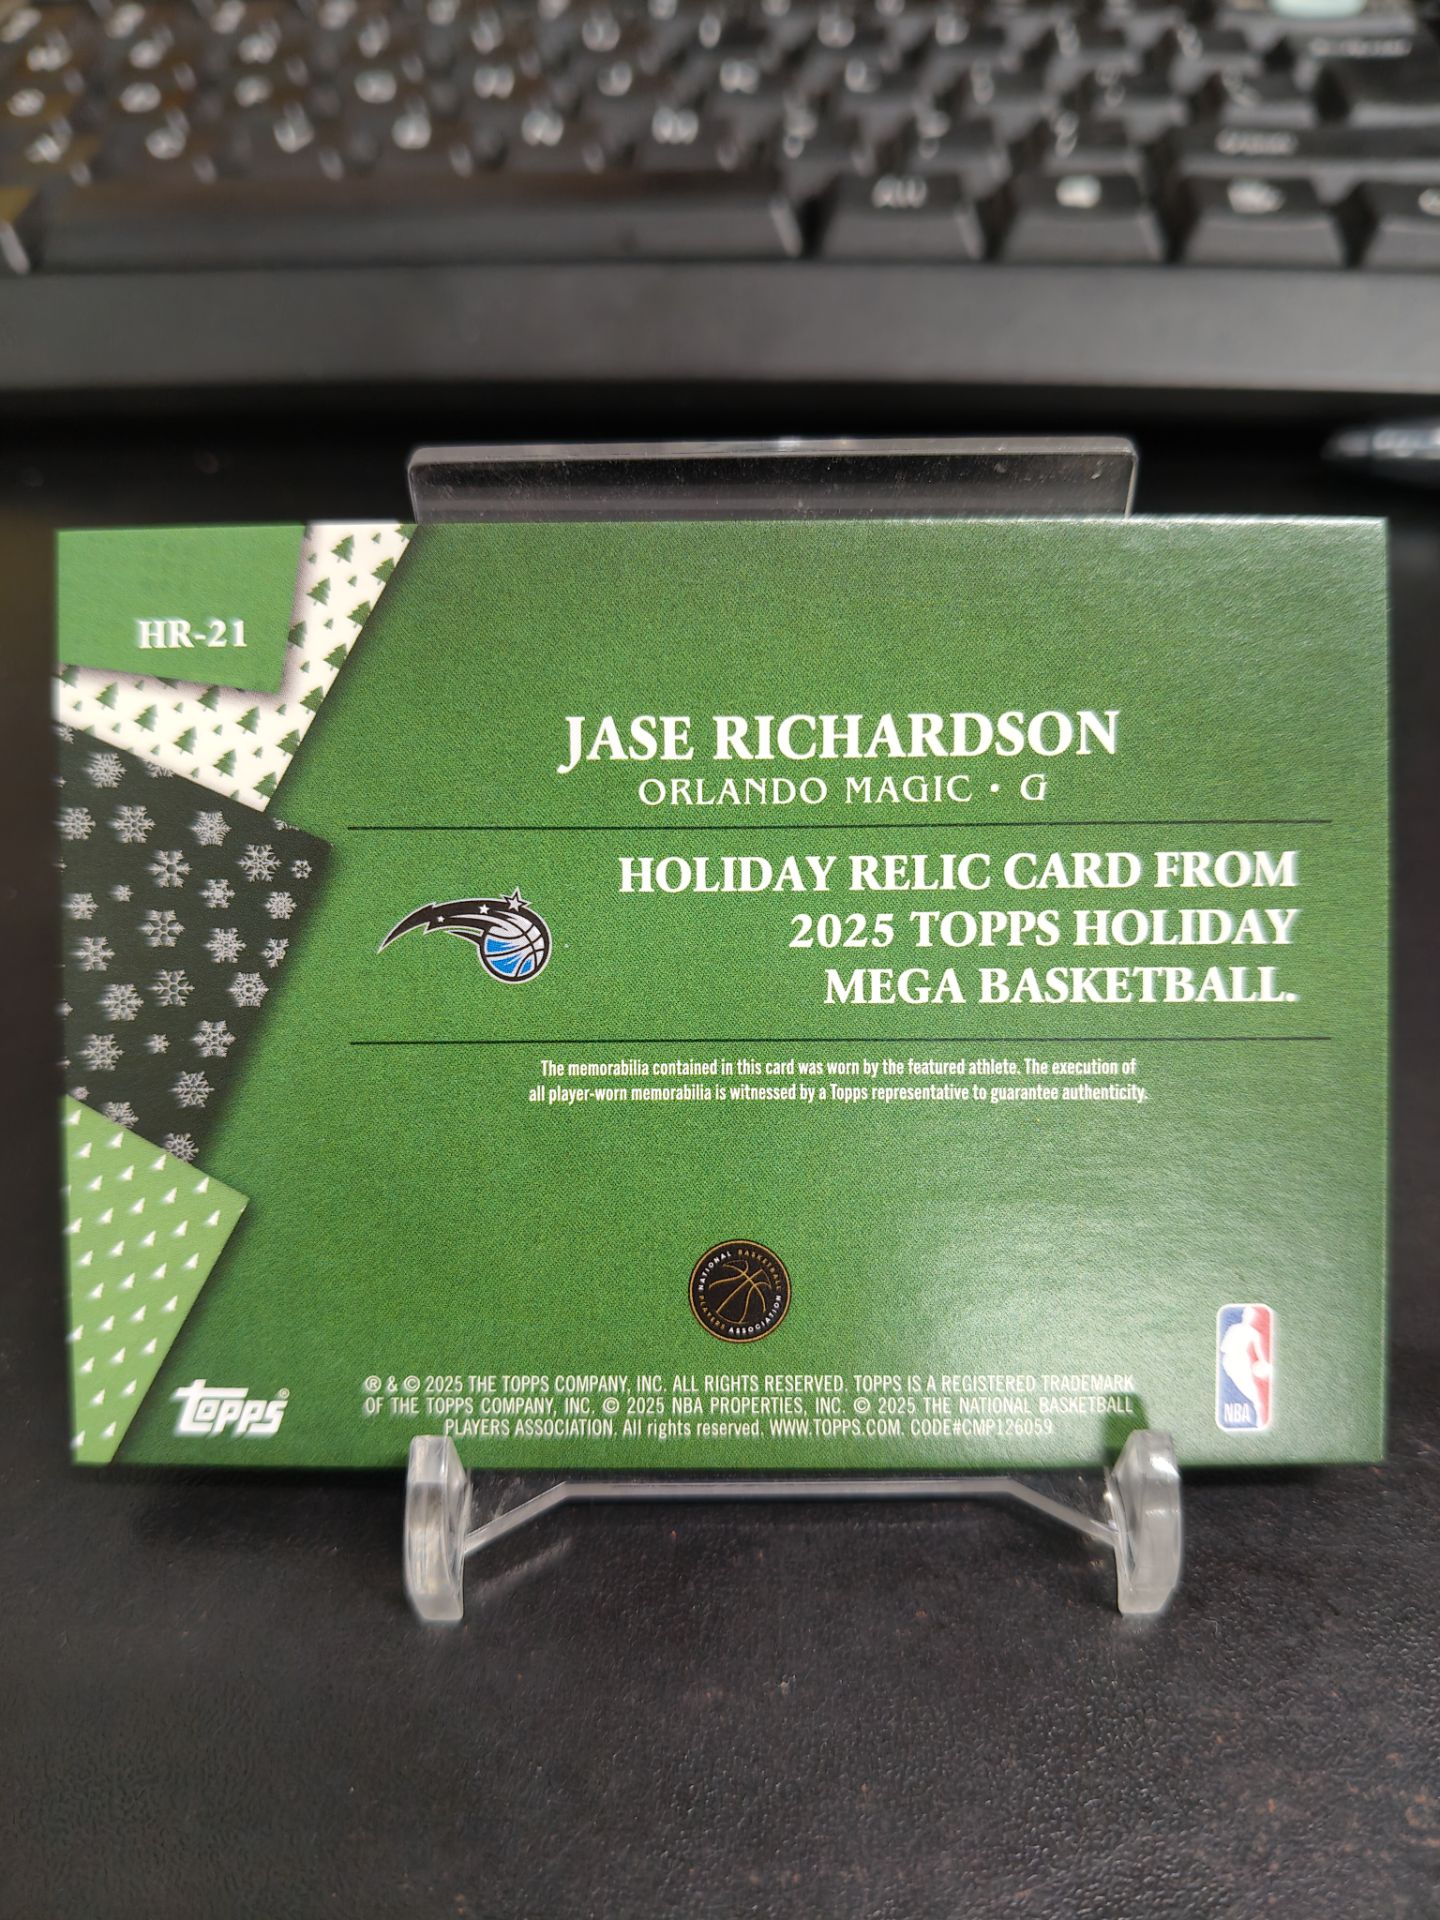 HR-21
JASE RICHARDSON
ORLANDO MAGIC • G
HOLIDAY RELIC CARD FROM
2025 TOPPS HOLIDAY
MEGA BASKETBALL.
The memorabilia contained in this card was worn by the featured athlete. The execution of
all player-worn memorabilia is witnessed by a Topps representative to guarantee authenticity.
NATIONAL BASKETBALL
PLAYERS ASSOCIATION
Topps®
® & © 2025 THE TOPPS COMPANY, INC. ALL RIGHTS RESERVED. TOPPS IS A REGISTERED TRADEMARK
OF THE TOPPS COMPANY, INC. © 2025 NBA PROPERTIES, INC. © 2025 THE NATIONAL BASKETBALL
PLAYERS ASSOCIATION. All rights reserved. WWW.TOPPS.COM. CODE#CMP126059
NBA